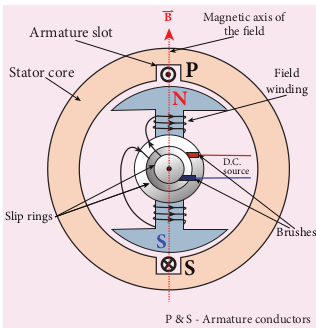 B
Magnetic axis of
the field
Armature slot
P
Stator core
Field
winding
N
D.C.
source
Slip rings
Brushes
S
S
P & S - Armature conductors